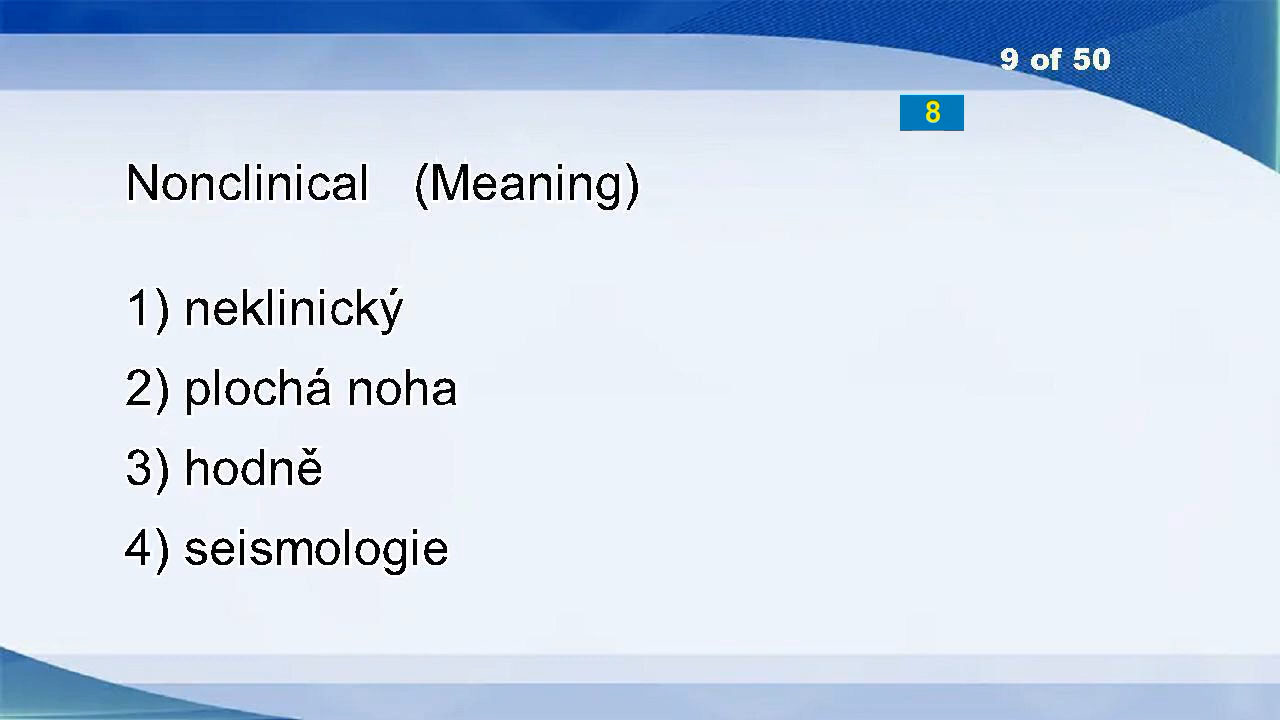 9 of 50
8
Nonclinical (Meaning)
1) neklinický
2) plochá noha
3) hodně
4) seismologie